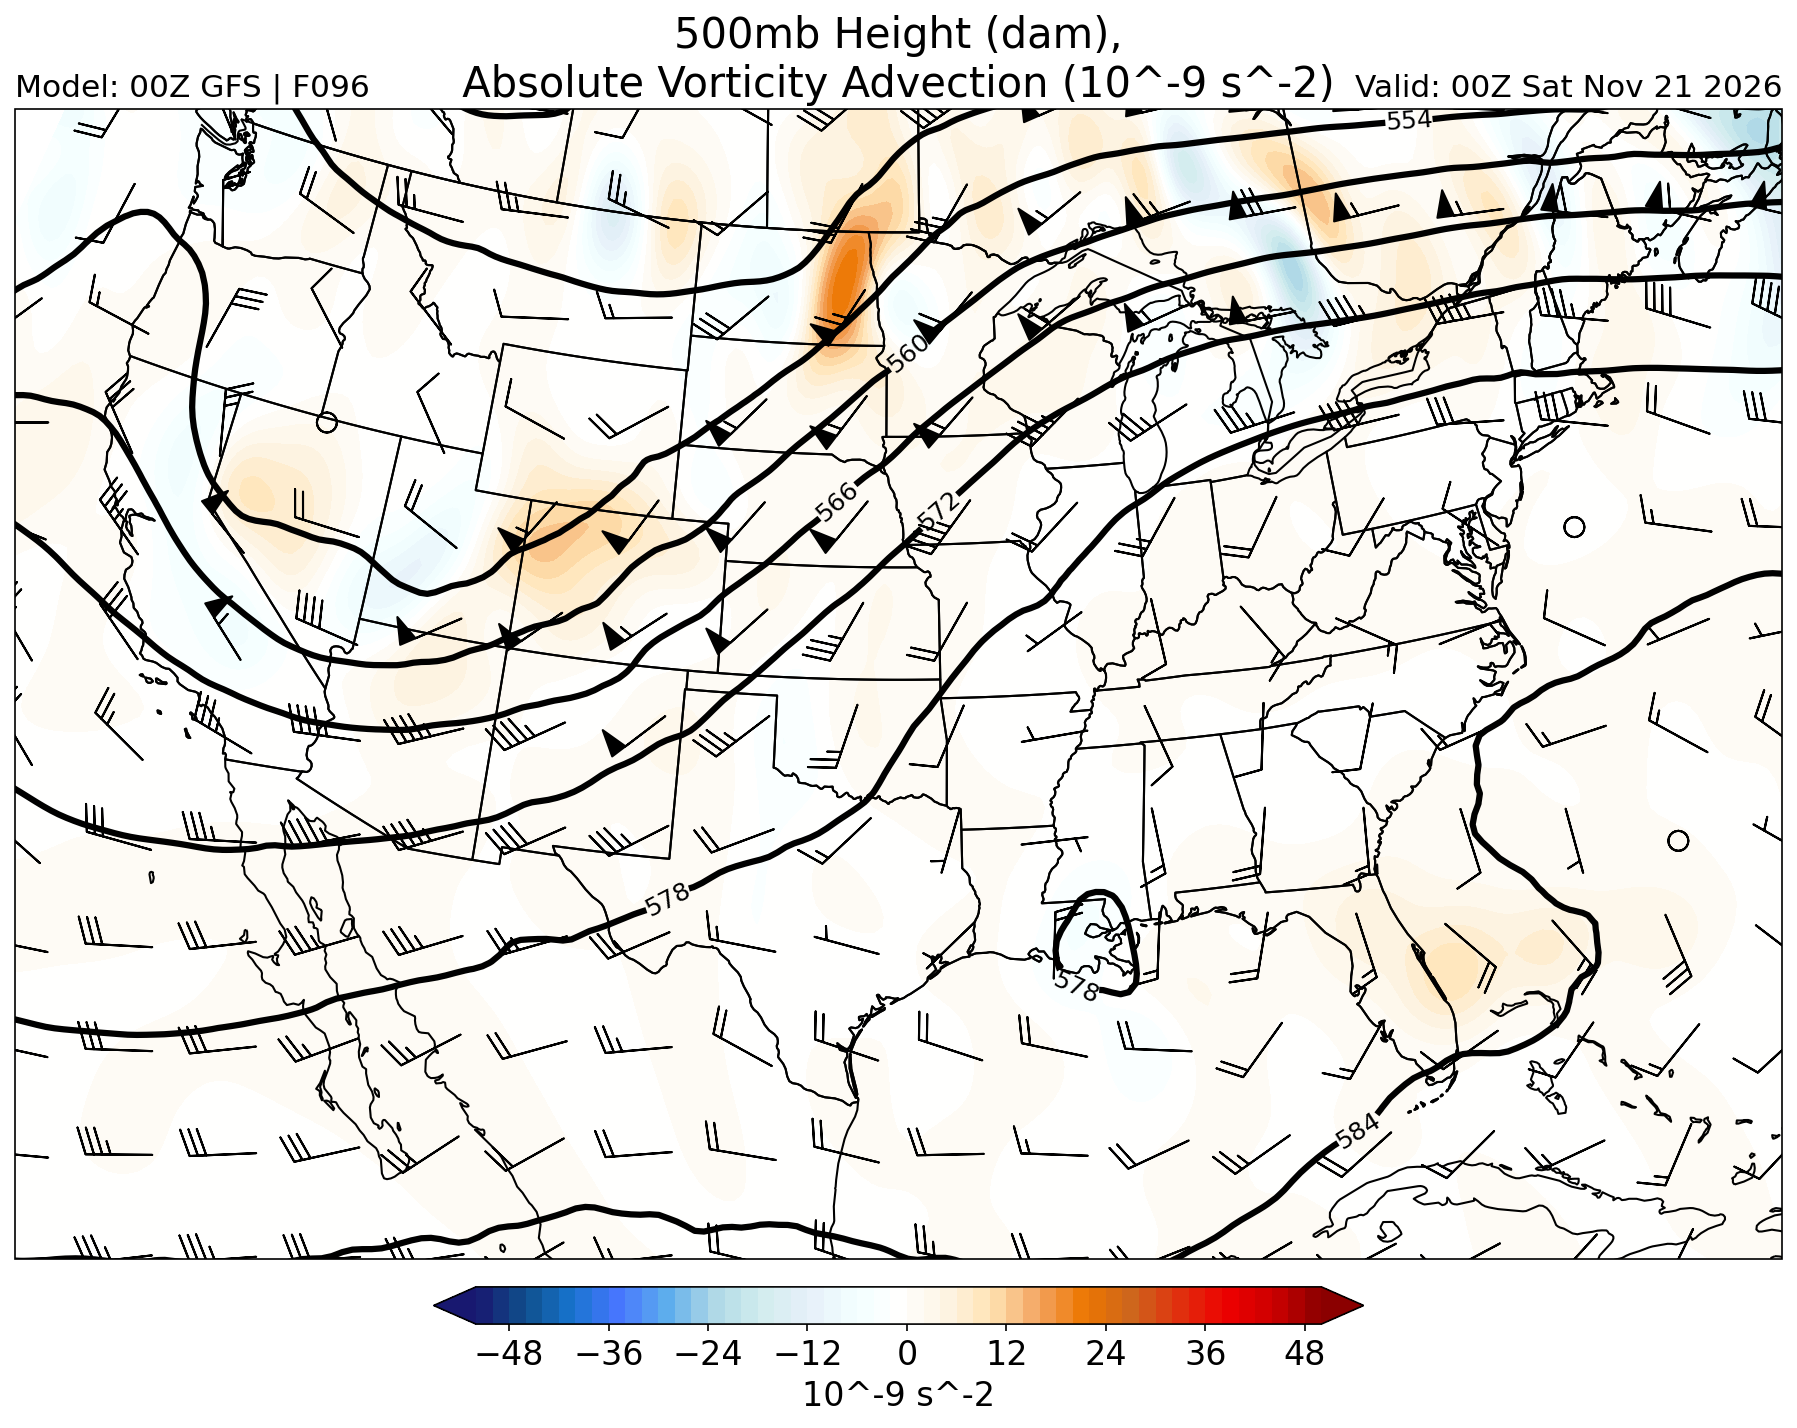 500mb Height (dam),
Model: 00Z GFS | F096 Absolute Vorticity Advection (10^-9 s^-2) Valid: 00Z Sat Nov 21 2026
554
560
566
572
578
578
584
−48 −36 −24 −12 0 12 24 36 48
10^-9 s^-2